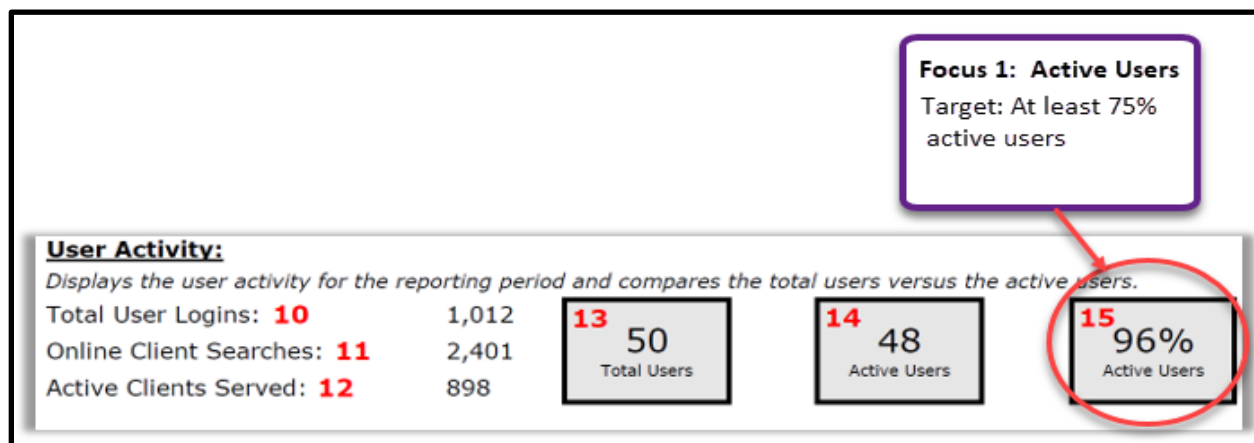 Focus 1: Active Users
Target: At least 75%
active users
User Activity:
Displays the user activity for the reporting period and compares the total users versus the active users.
Total User Logins: 10 1,012
Online Client Searches: 11 2,401
Active Clients Served: 12 898
13
50
Total Users
14
48
Active Users
15
96%
Active Users